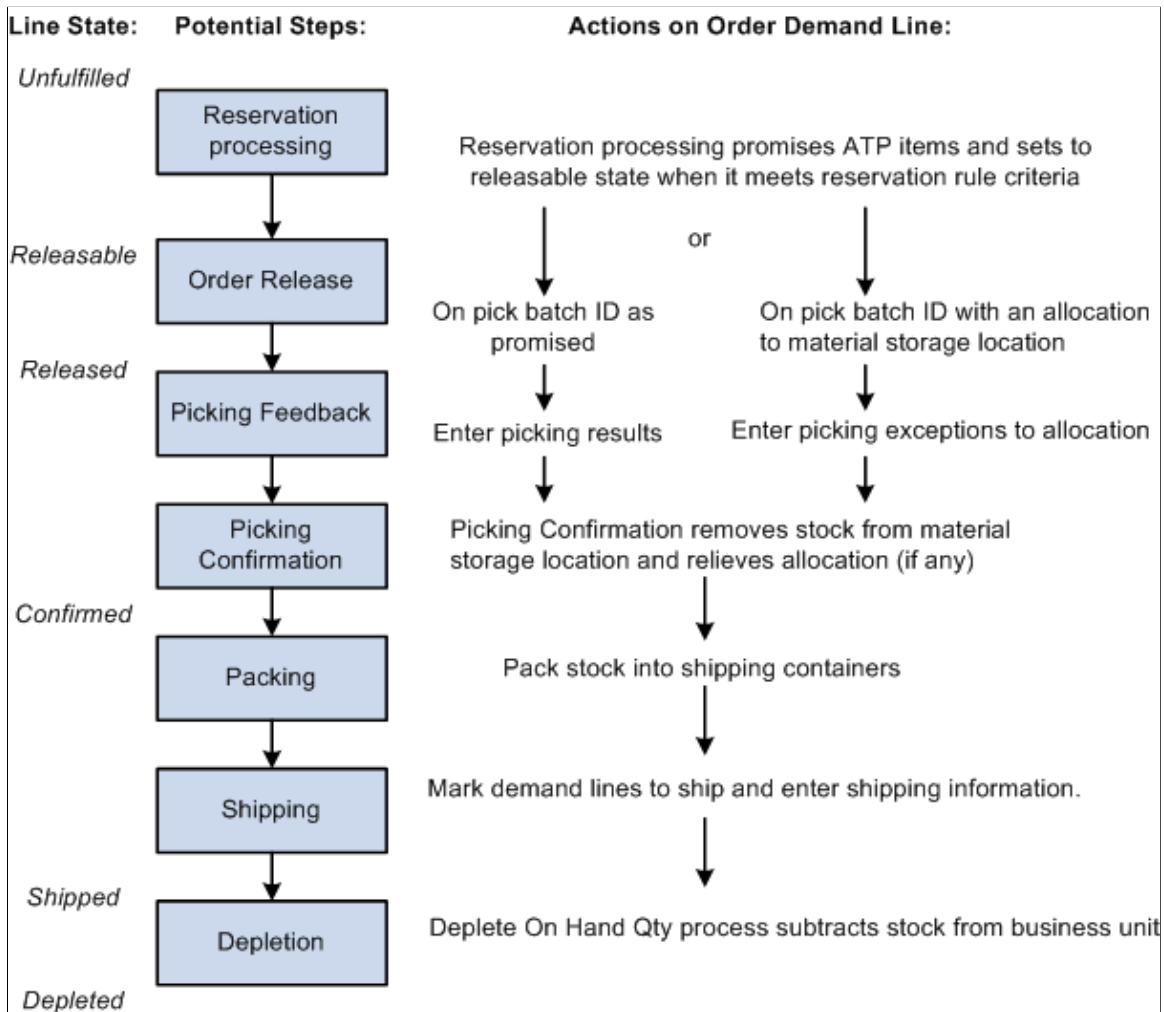 Line State: Potential Steps: Actions on Order Demand Line:
Unfulfilled
Reservation
processing
Reservation processing promises ATP items and sets to
releasable state when it meets reservation rule criteria
or
Releasable
Order Release
On pick batch ID as
promised
On pick batch ID with an allocation
to material storage location
Released
Picking Feedback
Enter picking results
Enter picking exceptions to allocation
Picking
Confirmation
Picking Confirmation removes stock from material
storage location and relieves allocation (if any)
Confirmed
Packing
Pack stock into shipping containers
Shipping
Mark demand lines to ship and enter shipping information.
Shipped
Depletion
Deplete On Hand Qty process subtracts stock from business unit
Depleted